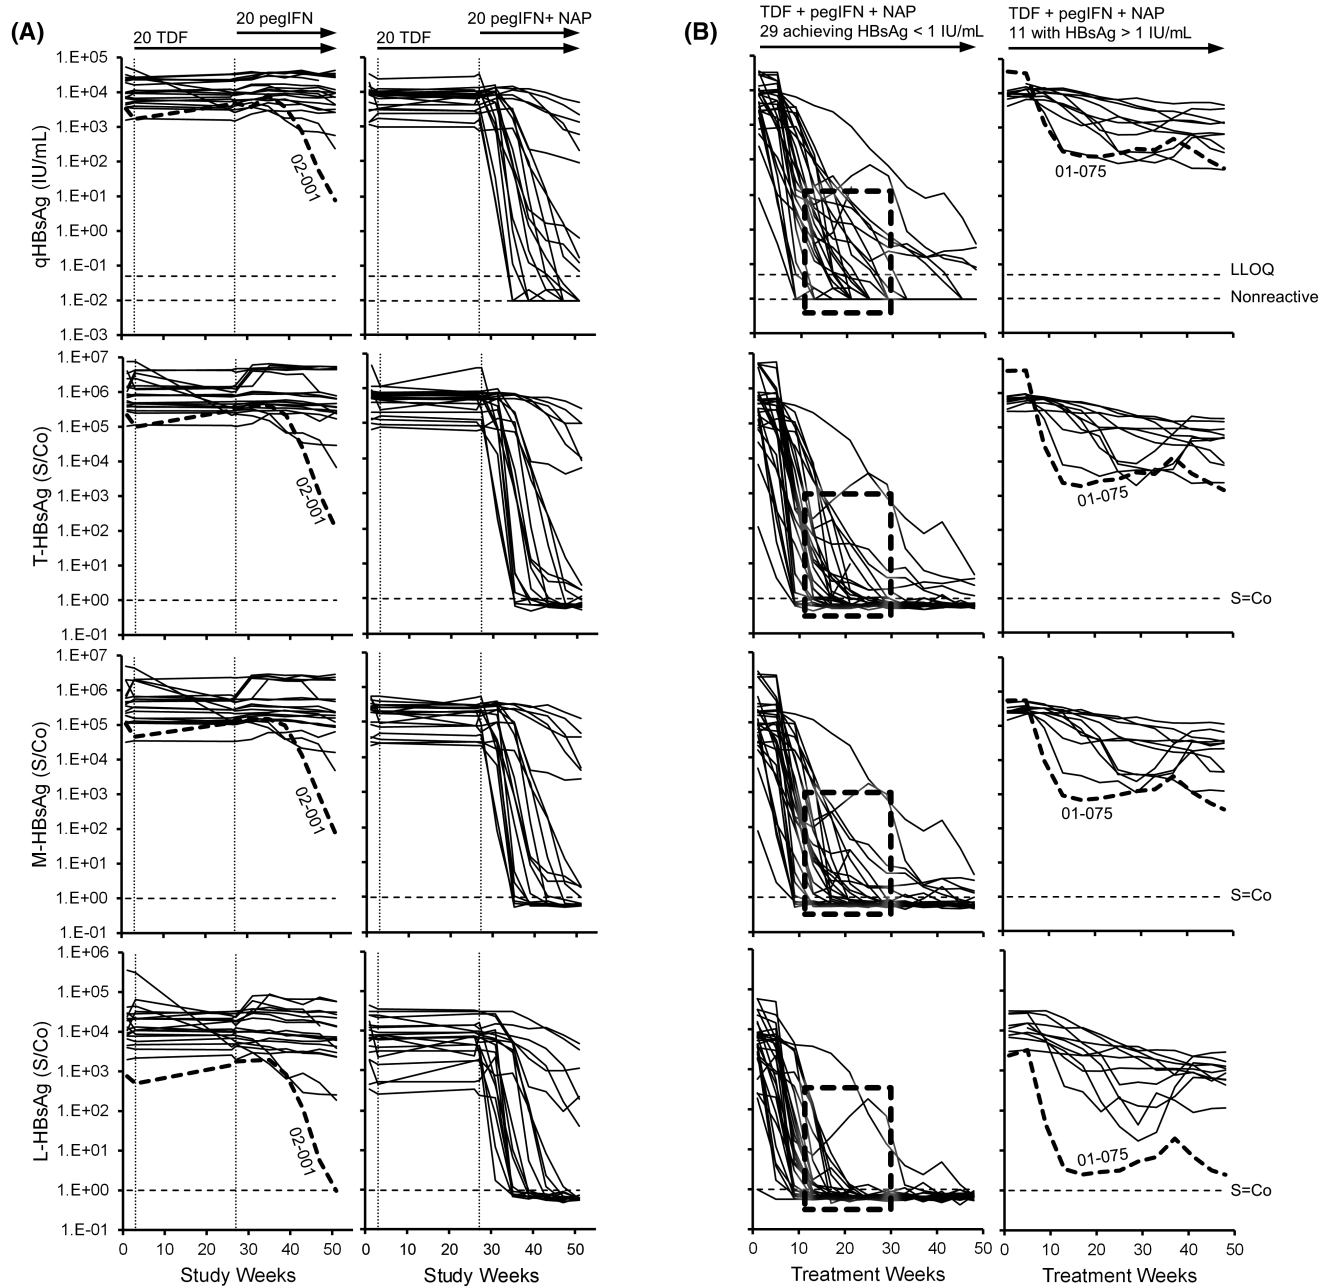 (A)
20 pegIFN
20 TDF
20 pegIFN+ NAP
20 TDF
(B)
TDF + pegIFN + NAP
29 achieving HBsAg < 1 IU/mL
TDF + pegIFN + NAP
11 with HBsAg > 1 IU/mL
qHBsAg (IU/mL)
1.E+05
1.E+04
1.E+03
1.E+02
1.E+01
1.E+00
1.E-01
1.E-02
1.E-03
02-001
01-075
LLOQ
Nonreactive
T-HBsAg (S/Co)
1.E+07
1.E+06
1.E+05
1.E+04
1.E+03
1.E+02
1.E+01
1.E+00
1.E-01
02-001
01-075
S=Co
M-HBsAg (S/Co)
1.E+07
1.E+06
1.E+05
1.E+04
1.E+03
1.E+02
1.E+01
1.E+00
1.E-01
02-001
01-075
S=Co
L-HBsAg (S/Co)
1.E+06
1.E+05
1.E+04
1.E+03
1.E+02
1.E+01
1.E+00
1.E-01
02-001
01-075
S=Co
0 10 20 30 40 50
Study Weeks
0 10 20 30 40 50
Study Weeks
0 10 20 30 40 50
Treatment Weeks
0 10 20 30 40 50
Treatment Weeks